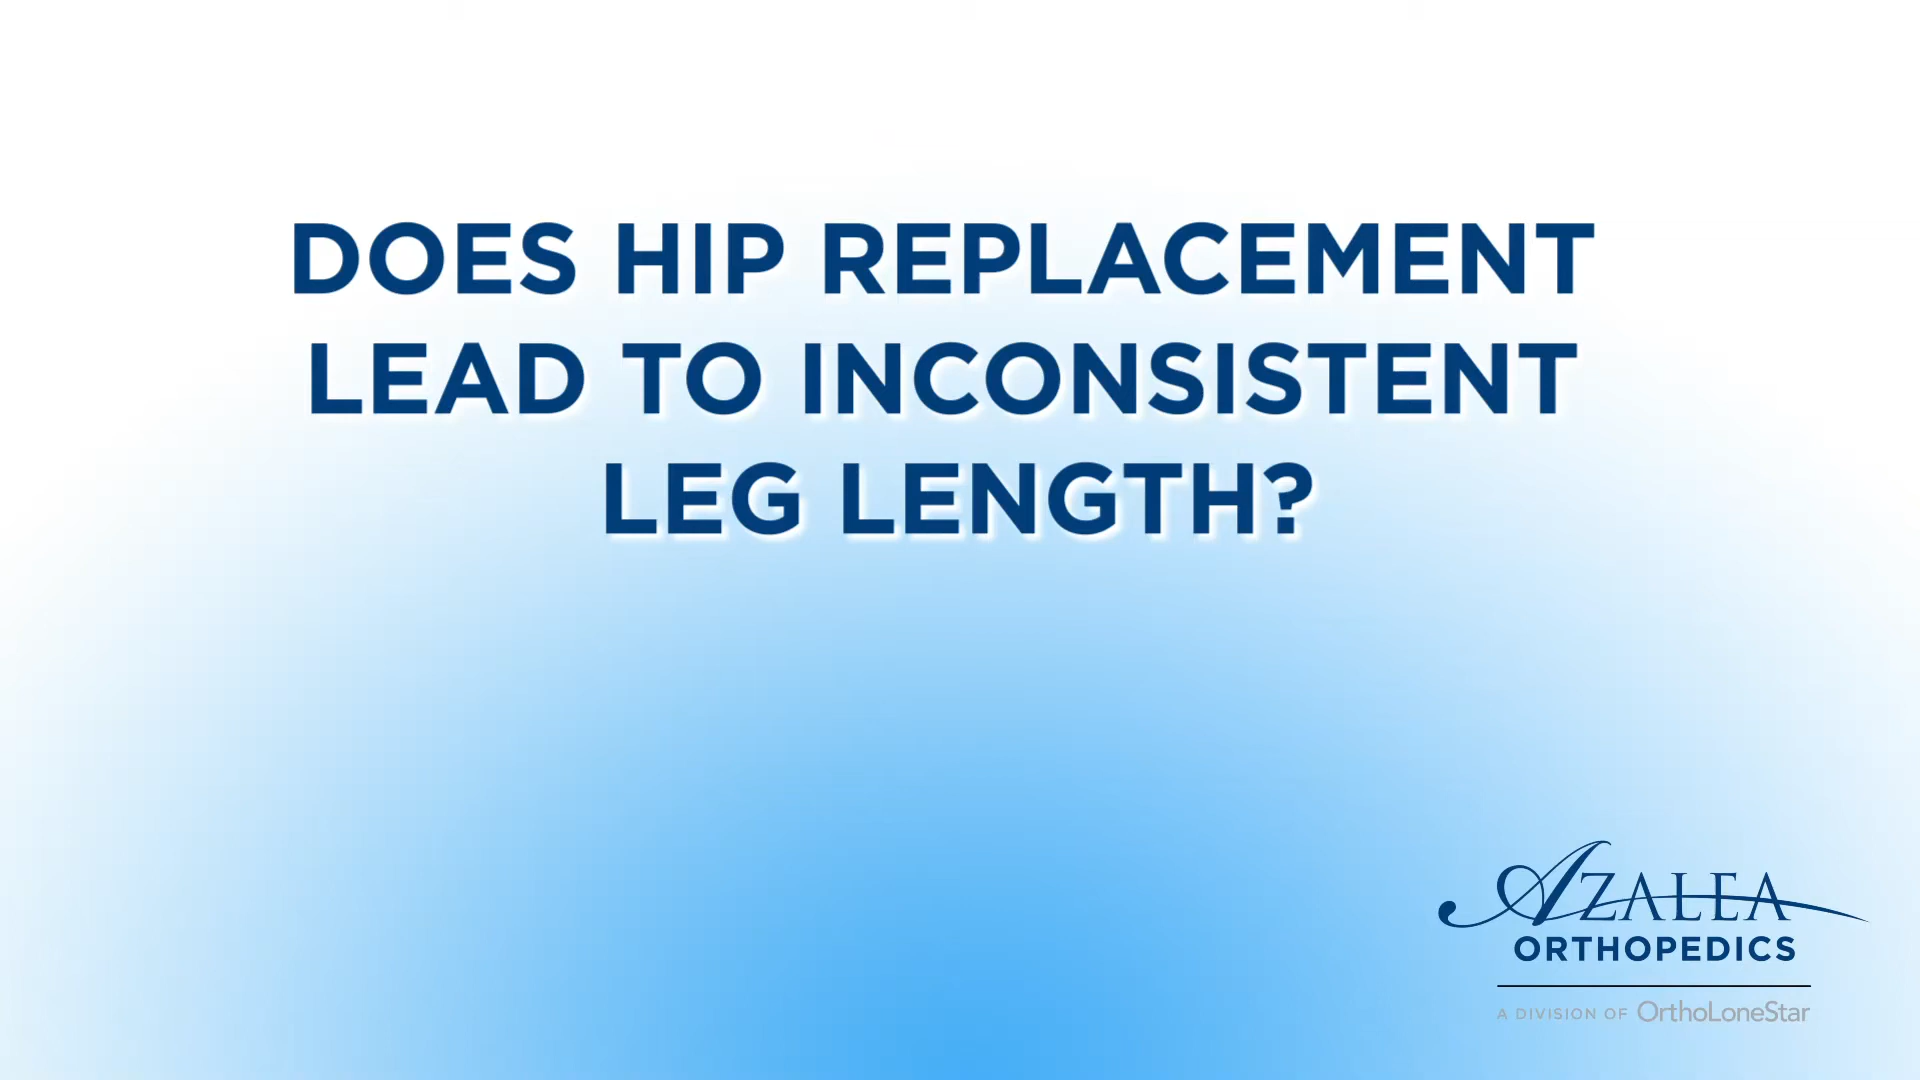 DOES HIP REPLACEMENT
LEAD TO INCONSISTENT
LEG LENGTH?
AZALEA
ORTHOPEDICS
A DIVISION OF OrthoLoneStar